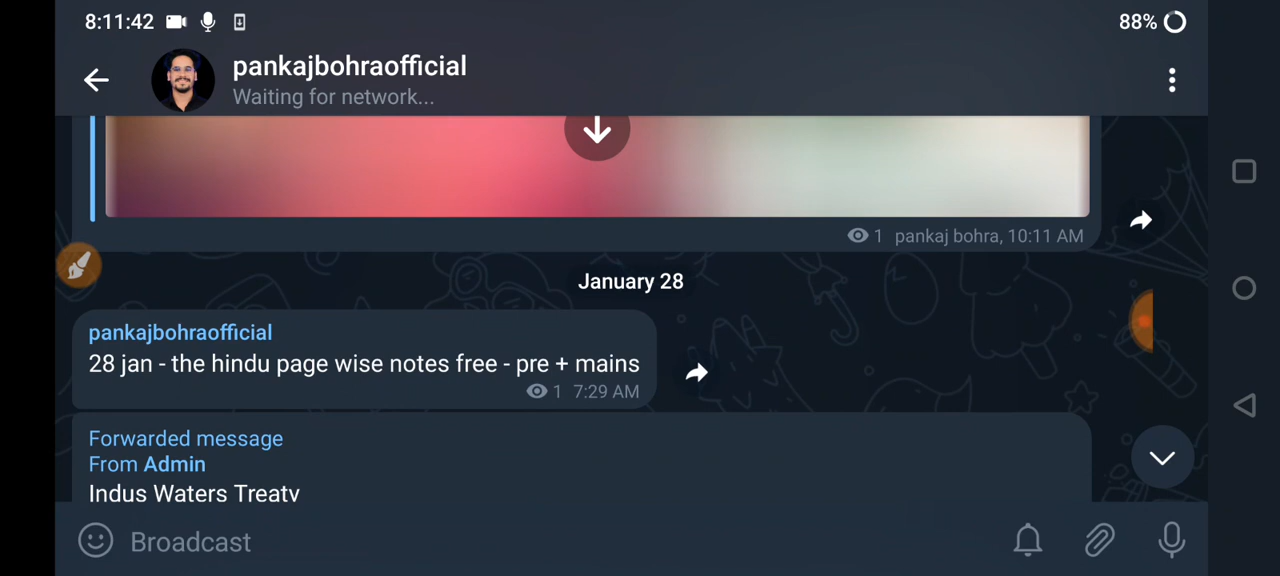 8:11:42
88%
pankajbohraofficial
Waiting for network...
1 pankaj bohra, 10:11 AM
January 28
pankajbohraofficial
28 jan - the hindu page wise notes free - pre + mains
1 7:29 AM
Forwarded message
From Admin
Indus Waters Treaty
Broadcast